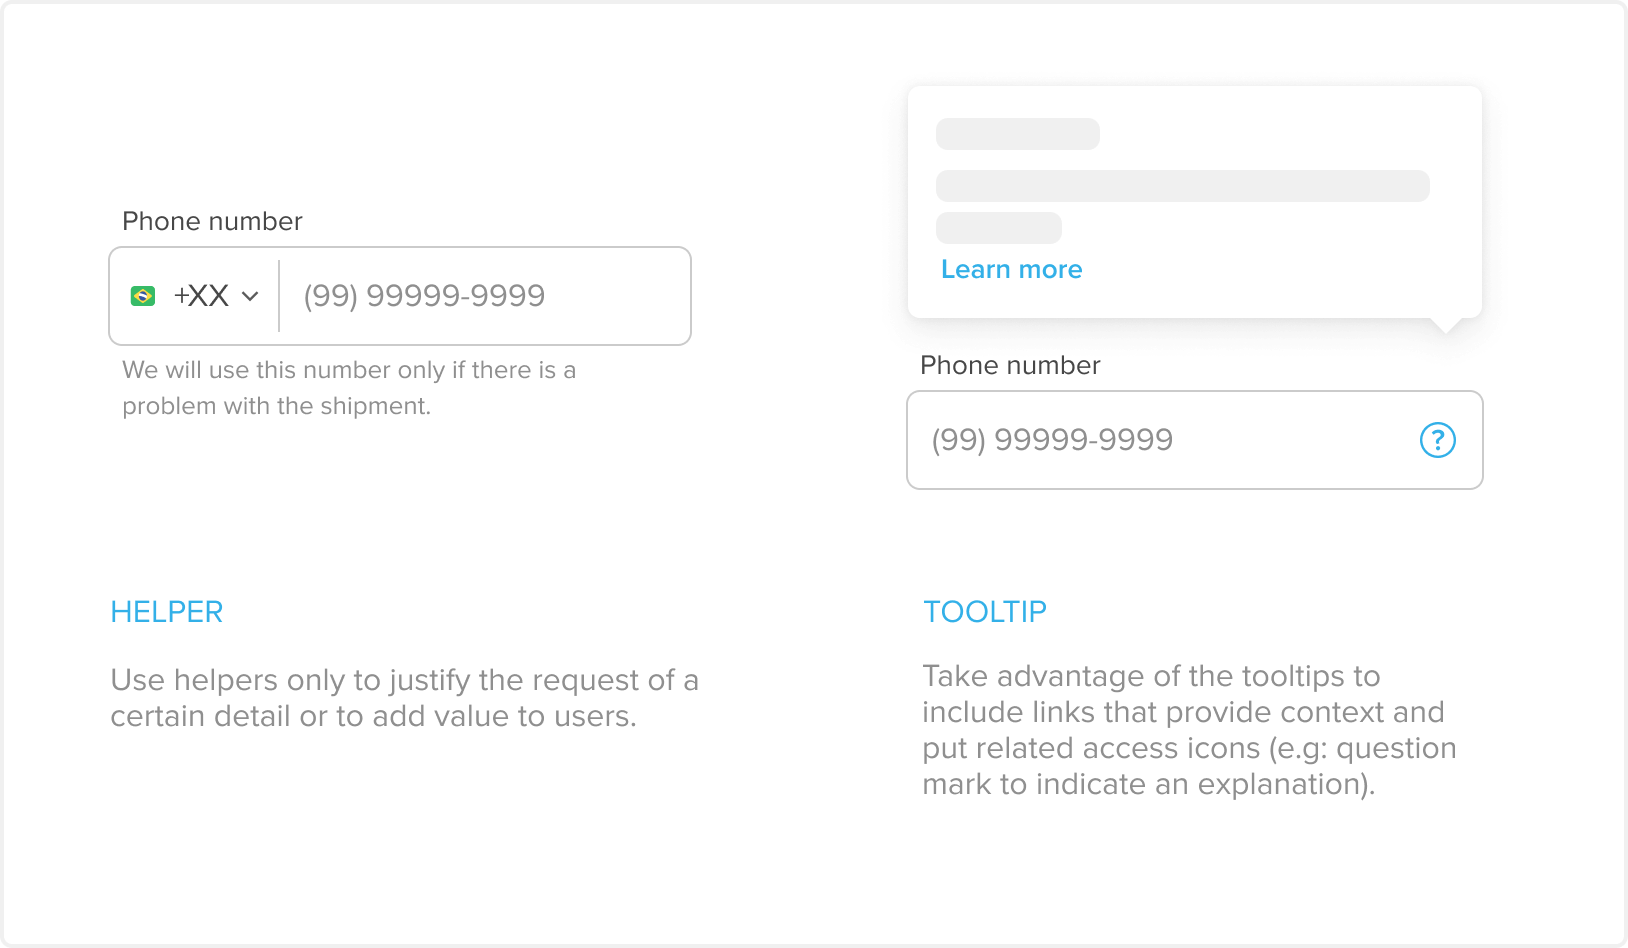 Phone number
+XX
(99) 99999-9999
We will use this number only if there is a
problem with the shipment.
HELPER
Use helpers only to justify the request of a
certain detail or to add value to users.
Learn more
Phone number
(99) 99999-9999
?
TOOLTIP
Take advantage of the tooltips to
include links that provide context and
put related access icons (e.g: question
mark to indicate an explanation).